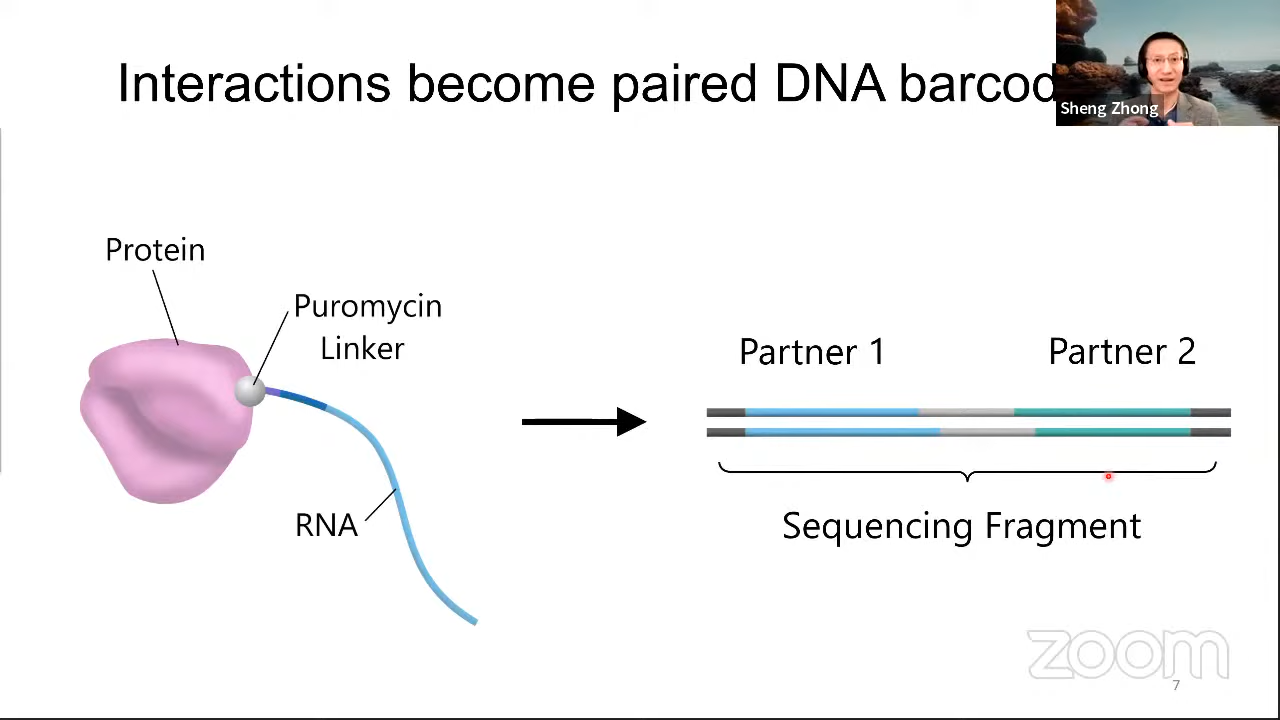 Interactions become paired DNA barcod
Sheng Zhong
Protein
Puromycin
Linker
RNA
Partner 1
Partner 2
Sequencing Fragment
zoom
7